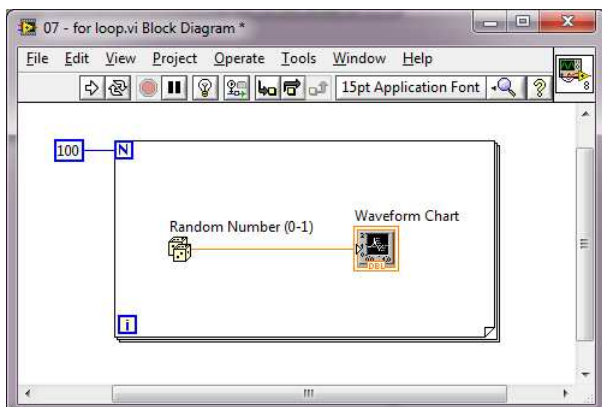 07 - for loop.vi Block Diagram *
File Edit View Project Operate Tools Window Help
15pt Application Font
?
8
100
N
Random Number (0-1)
Waveform Chart
DBL
i